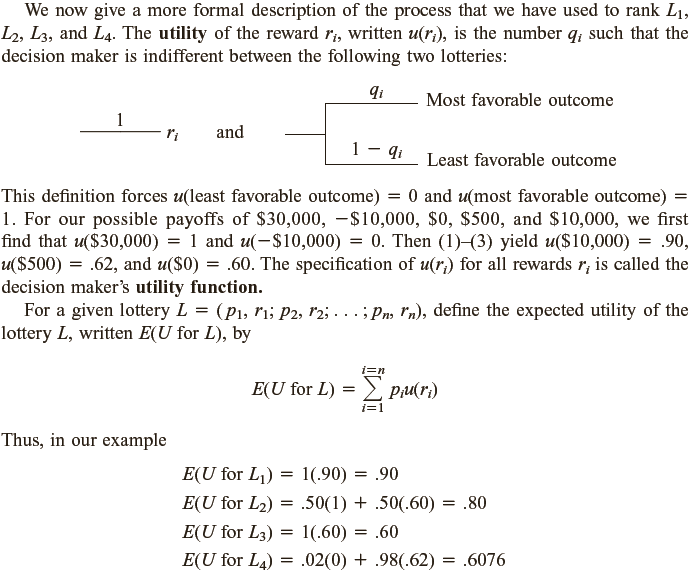 We now give a more formal description of the process that we have used to rank L₁,
L₂, L₃, and L₄. The utility of the reward rᵢ, written u(rᵢ), is the number qᵢ such that the
decision maker is indifferent between the following two lotteries:
1 rᵢ and qᵢ Most favorable outcome
1 − qᵢ Least favorable outcome
This definition forces u(least favorable outcome) = 0 and u(most favorable outcome) =
1. For our possible payoffs of $30,000, −$10,000, $0, $500, and $10,000, we first
find that u($30,000) = 1 and u(−$10,000) = 0. Then (1)–(3) yield u($10,000) = .90,
u($500) = .62, and u($0) = .60. The specification of u(rᵢ) for all rewards rᵢ is called the
decision maker's utility function.
For a given lottery L = (p₁, r₁; p₂, r₂; . . . ; pₙ, rₙ), define the expected utility of the
lottery L, written E(U for L), by
E(U for L) = ∑ᵢ₌₁ⁱ⁼ⁿ pᵢu(rᵢ)
Thus, in our example
E(U for L₁) = 1(.90) = .90
E(U for L₂) = .50(1) + .50(.60) = .80
E(U for L₃) = 1(.60) = .60
E(U for L₄) = .02(0) + .98(.62) = .6076